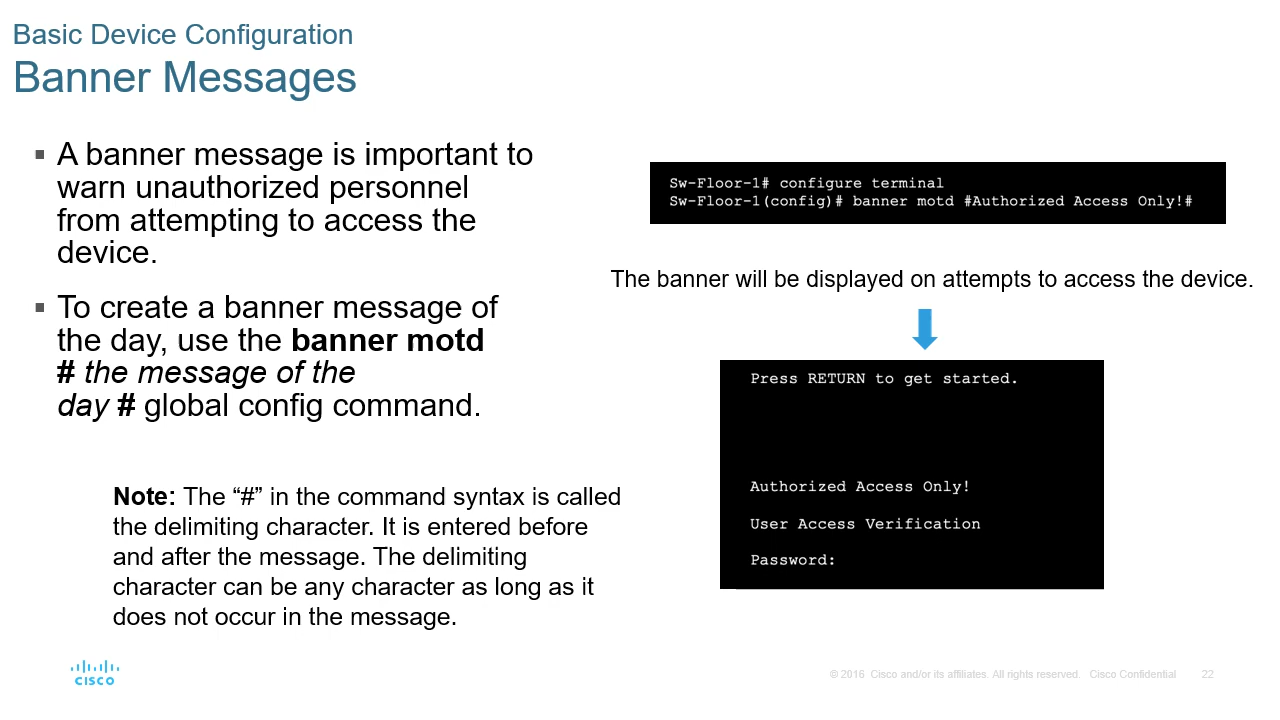 Basic Device Configuration
Banner Messages
▪ A banner message is important to
warn unauthorized personnel
from attempting to access the
device.
▪ To create a banner message of
the day, use the banner motd
# the message of the
day # global config command.
Note: The “#” in the command syntax is called
the delimiting character. It is entered before
and after the message. The delimiting
character can be any character as long as it
does not occur in the message.
Sw-Floor-1# configure terminal
Sw-Floor-1(config)# banner motd #Authorized Access Only!#
The banner will be displayed on attempts to access the device.
Press RETURN to get started.
Authorized Access Only!
User Access Verification
Password:
CISCO
© 2016 Cisco and/or its affiliates. All rights reserved. Cisco Confidential 22